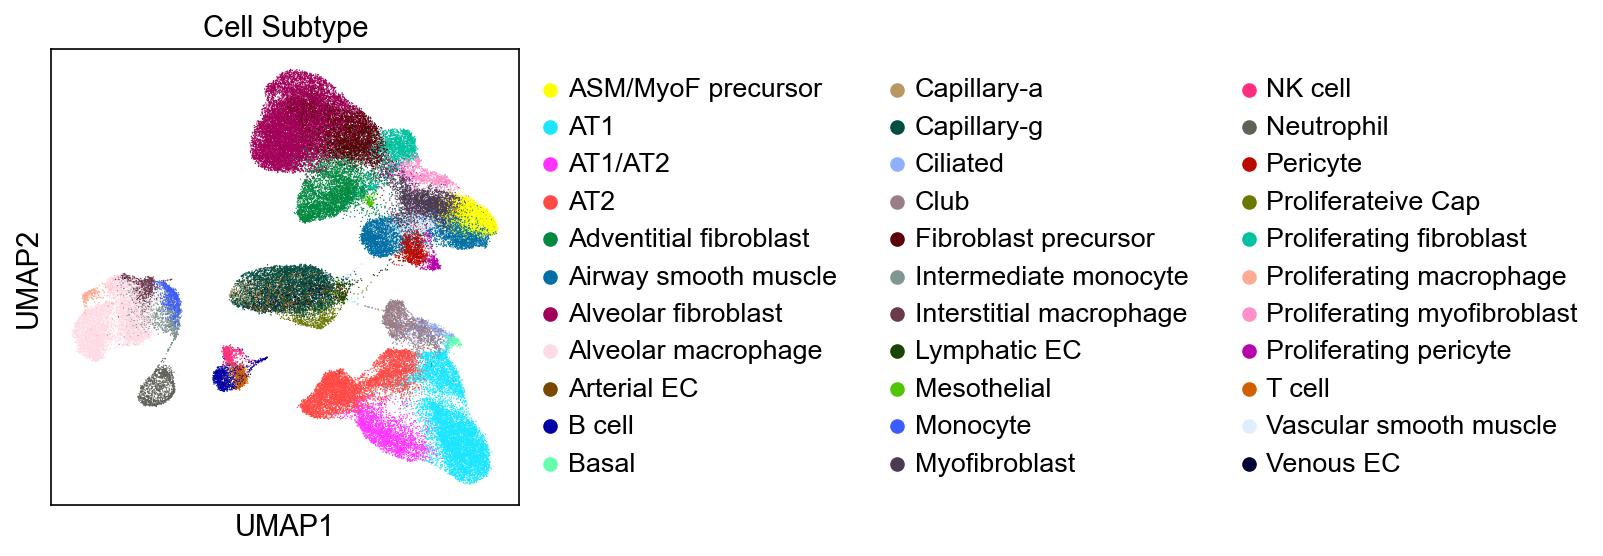 Cell Subtype
UMAP2
UMAP1
ASM/MyoF precursor
AT1
AT1/AT2
AT2
Adventitial fibroblast
Airway smooth muscle
Alveolar fibroblast
Alveolar macrophage
Arterial EC
B cell
Basal
Capillary-a
Capillary-g
Ciliated
Club
Fibroblast precursor
Intermediate monocyte
Interstitial macrophage
Lymphatic EC
Mesothelial
Monocyte
Myofibroblast
NK cell
Neutrophil
Pericyte
Proliferateive Cap
Proliferating fibroblast
Proliferating macrophage
Proliferating myofibroblast
Proliferating pericyte
T cell
Vascular smooth muscle
Venous EC